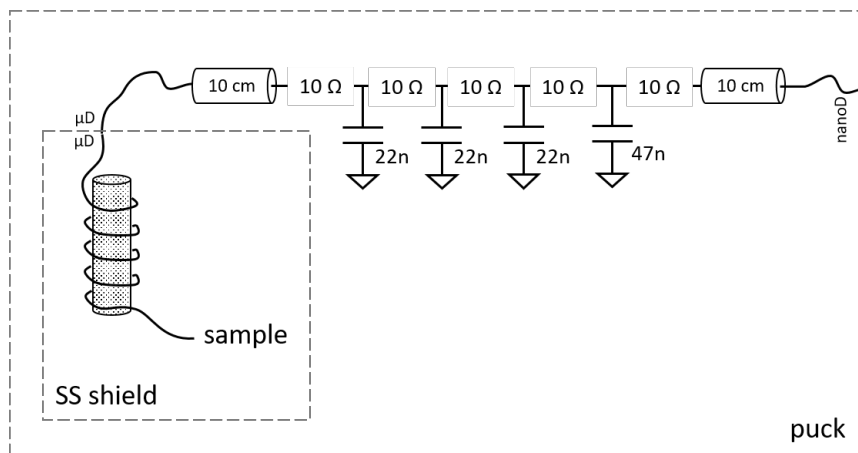 10 cm
10 Ω
10 Ω
10 Ω
10 Ω
10 Ω
10 cm
nanoD
μD
μD
22n
22n
22n
47n
sample
SS shield
puck